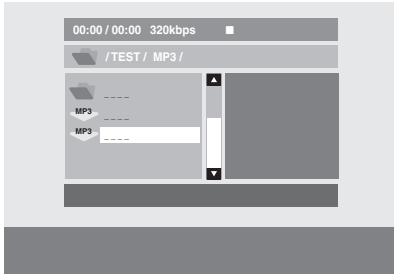 00:00 / 00:00 320kbps
/ TEST / MP3 /
_ _ _ _
MP3 _ _ _ _
MP3 _ _ _ _